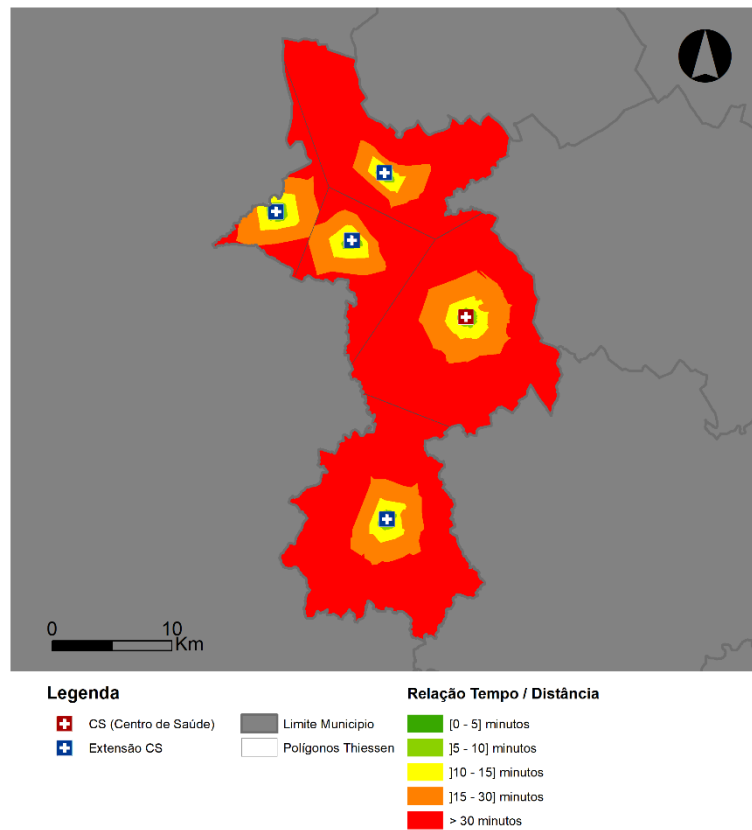 0 10
Km
Legenda
CS (Centro de Saúde)
Extensão CS
Limite Municipio
Polígonos Thiessen
Relação Tempo / Distância
[0 - 5] minutos
]5 - 10] minutos
]10 - 15] minutos
]15 - 30] minutos
> 30 minutos